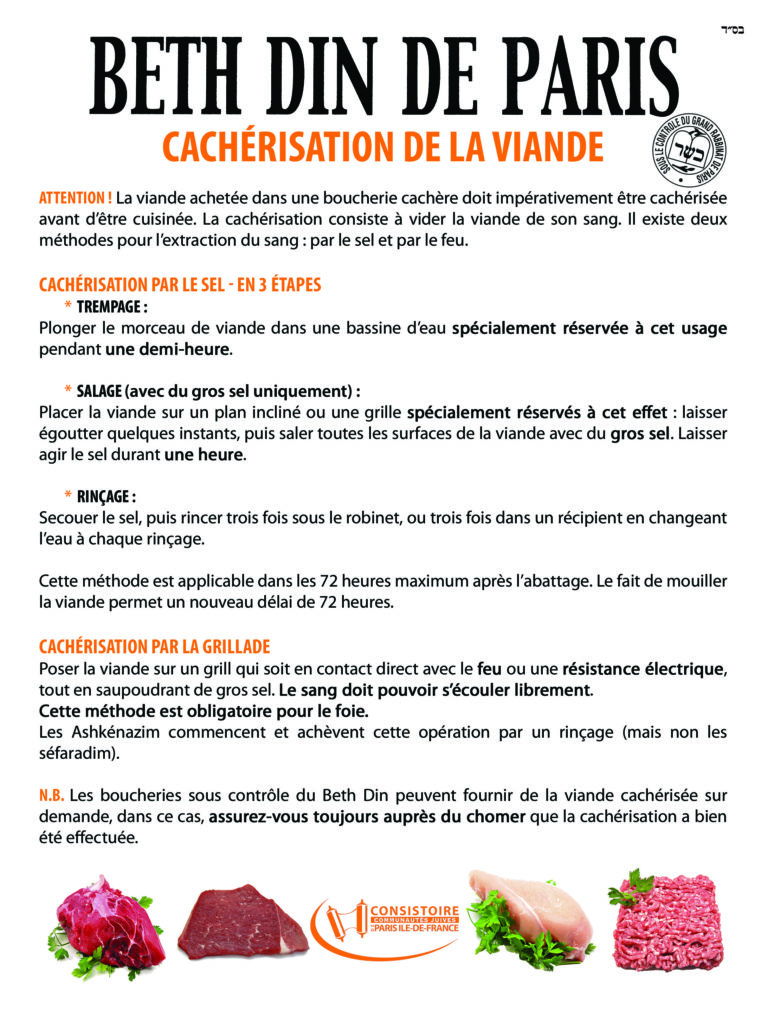 בס״ד
BETH DIN DE PARIS
CACHÉRISATION DE LA VIANDE
SOUS LE CONTROLE DU GRAND RABBINAT DE PARIS
כשר
ATTENTION ! La viande achetée dans une boucherie cachère doit impérativement être cachérisée
avant d’être cuisinée. La cachérisation consiste à vider la viande de son sang. Il existe deux
méthodes pour l’extraction du sang : par le sel et par le feu.
CACHÉRISATION PAR LE SEL - EN 3 ÉTAPES
* TREMPAGE :
Plonger le morceau de viande dans une bassine d’eau spécialement réservée à cet usage
pendant une demi-heure.
* SALAGE (avec du gros sel uniquement) :
Placer la viande sur un plan incliné ou une grille spécialement réservés à cet effet : laisser
égoutter quelques instants, puis saler toutes les surfaces de la viande avec du gros sel. Laisser
agir le sel durant une heure.
* RINÇAGE :
Secouer le sel, puis rincer trois fois sous le robinet, ou trois fois dans un récipient en changeant
l’eau à chaque rinçage.
Cette méthode est applicable dans les 72 heures maximum après l’abattage. Le fait de mouiller
la viande permet un nouveau délai de 72 heures.
CACHÉRISATION PAR LA GRILLADE
Poser la viande sur un grill qui soit en contact direct avec le feu ou une résistance électrique,
tout en saupoudrant de gros sel. Le sang doit pouvoir s’écouler librement.
Cette méthode est obligatoire pour le foie.
Les Ashkénazim commencent et achèvent cette opération par un rinçage (mais non les
séfaradim).
N.B. Les boucheries sous contrôle du Beth Din peuvent fournir de la viande cachérisée sur
demande, dans ce cas, assurez-vous toujours auprès du chomer que la cachérisation a bien
été effectuée.
CONSISTOIRE
COMMUNAUTÉS JUIVES
DE PARIS ILE-DE-FRANCE